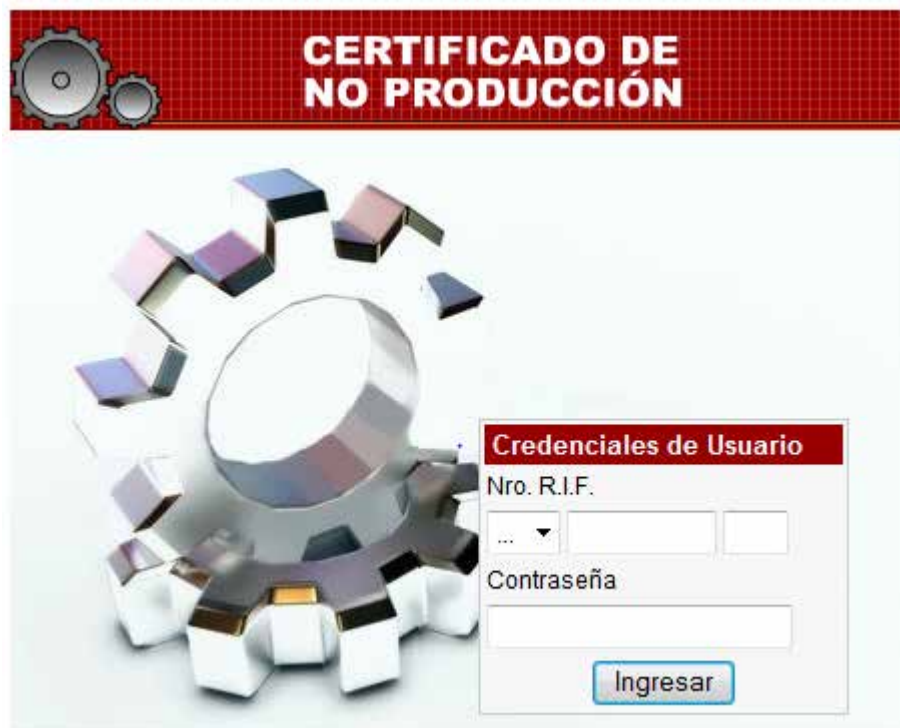 CERTIFICADO DE
NO PRODUCCIÓN
Credenciales de Usuario
Nro. R.I.F.
...
Contraseña
Ingresar